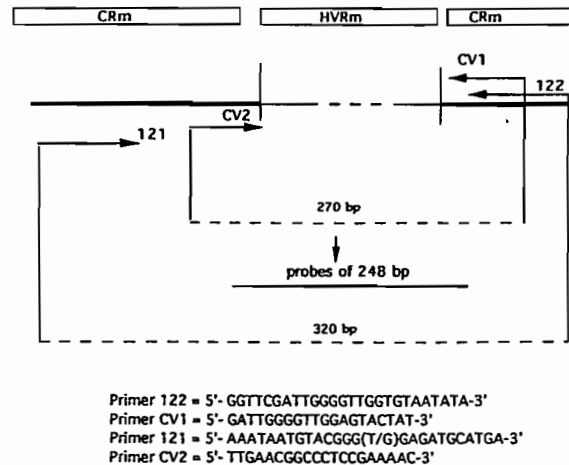 CRm HVRm CRm
CV1
122
CV2
121
270 bp
probes of 248 bp
320 bp
Primer 122 = 5'- GGTTCGATTGGGGTTGGTGTAATATA-3'
Primer CV1 = 5'- GATTGGGGTTGGAGTACTAT-3'
Primer 121 = 5'- AAATAATGTACGGG(T/G)GAGATGCATGA-3'
Primer CV2 = 5'- TTGAACGGCCCTCCGAAAAC-3'